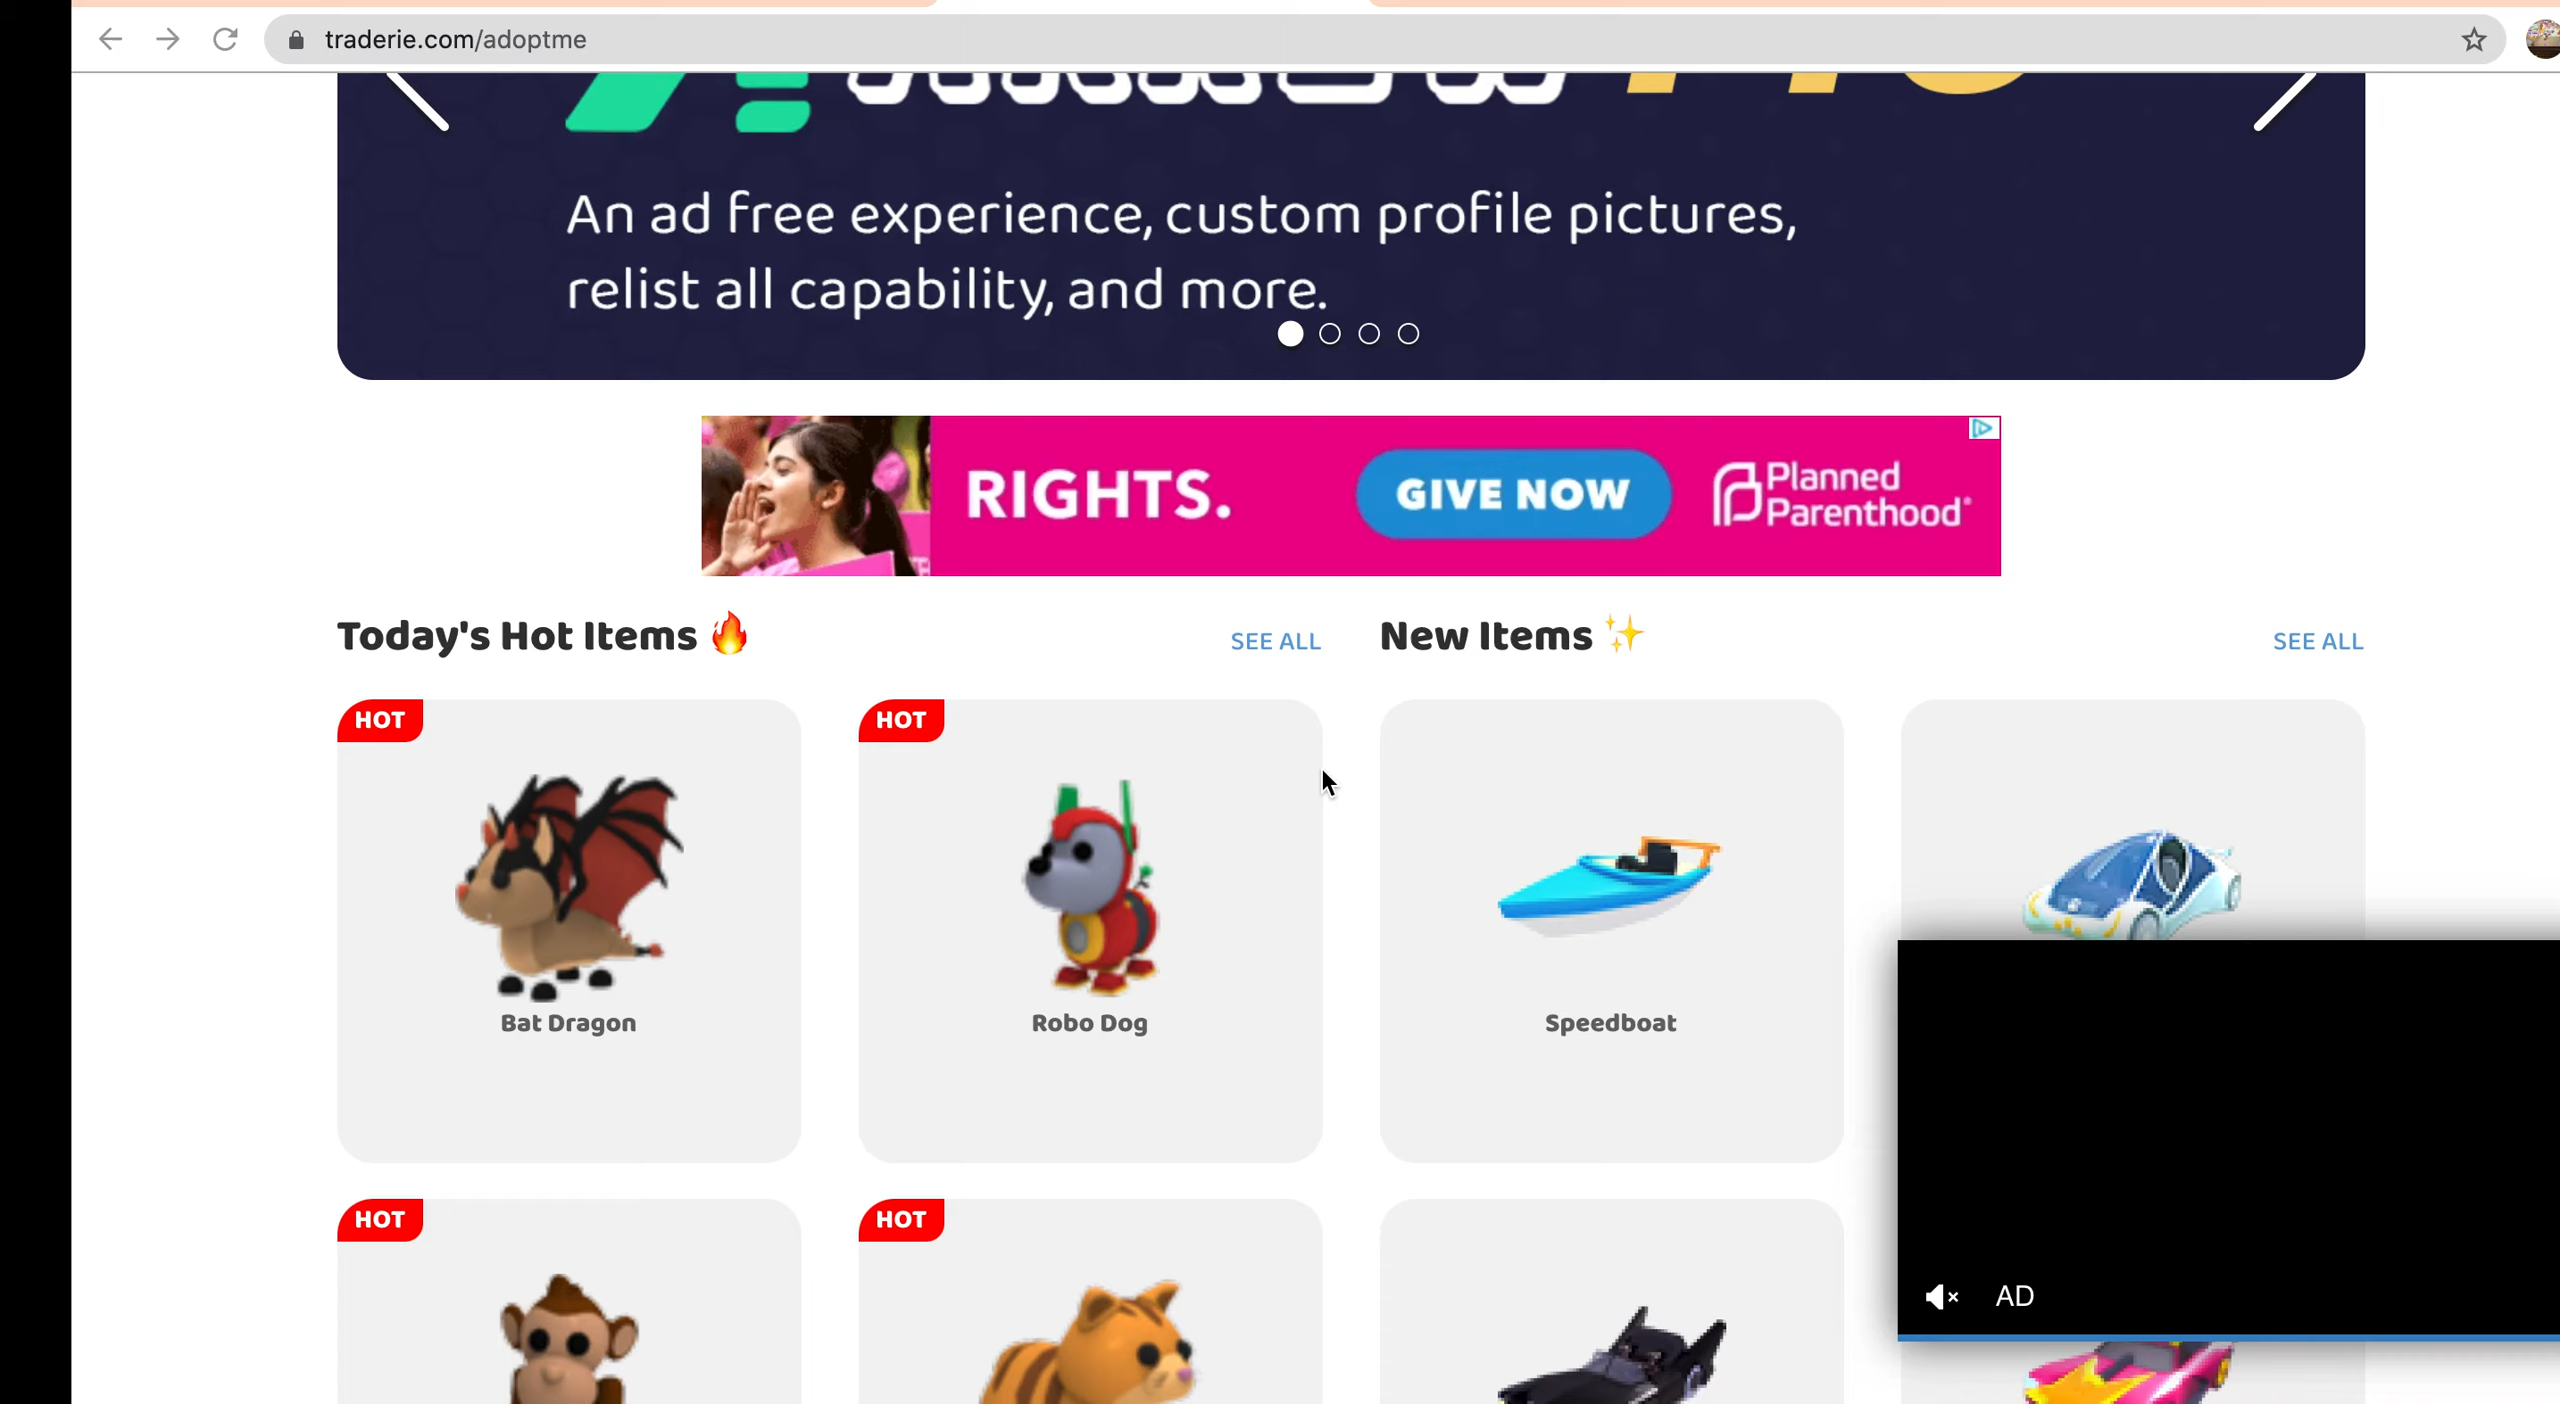 traderie.com/adoptme
An ad free experience, custom profile pictures,
relist all capability, and more.
RIGHTS.
GIVE NOW
Planned
Parenthood®
Today's Hot Items 🔥
SEE ALL
New Items ✨
SEE ALL
HOT
HOT
Bat Dragon
Robo Dog
Speedboat
AD
HOT
HOT